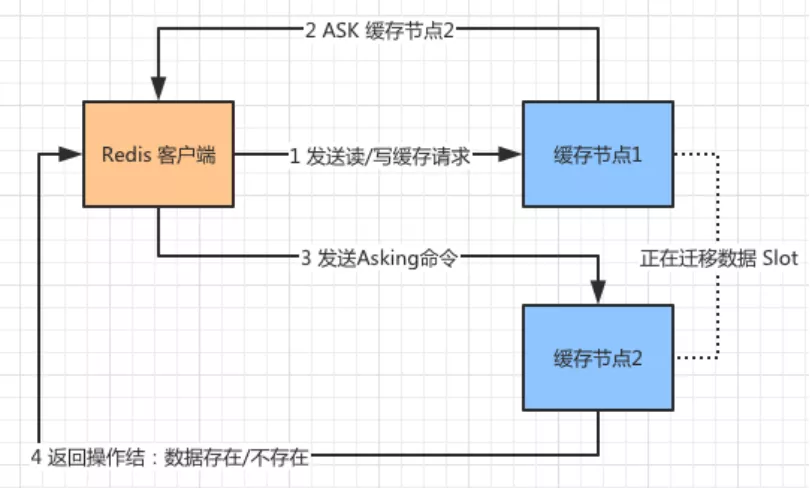 2 ASK 缓存节点2
Redis 客户端
1 发送读/写缓存请求
缓存节点1
3 发送Asking命令
正在迁移数据 Slot
缓存节点2
4 返回操作结：数据存在/不存在